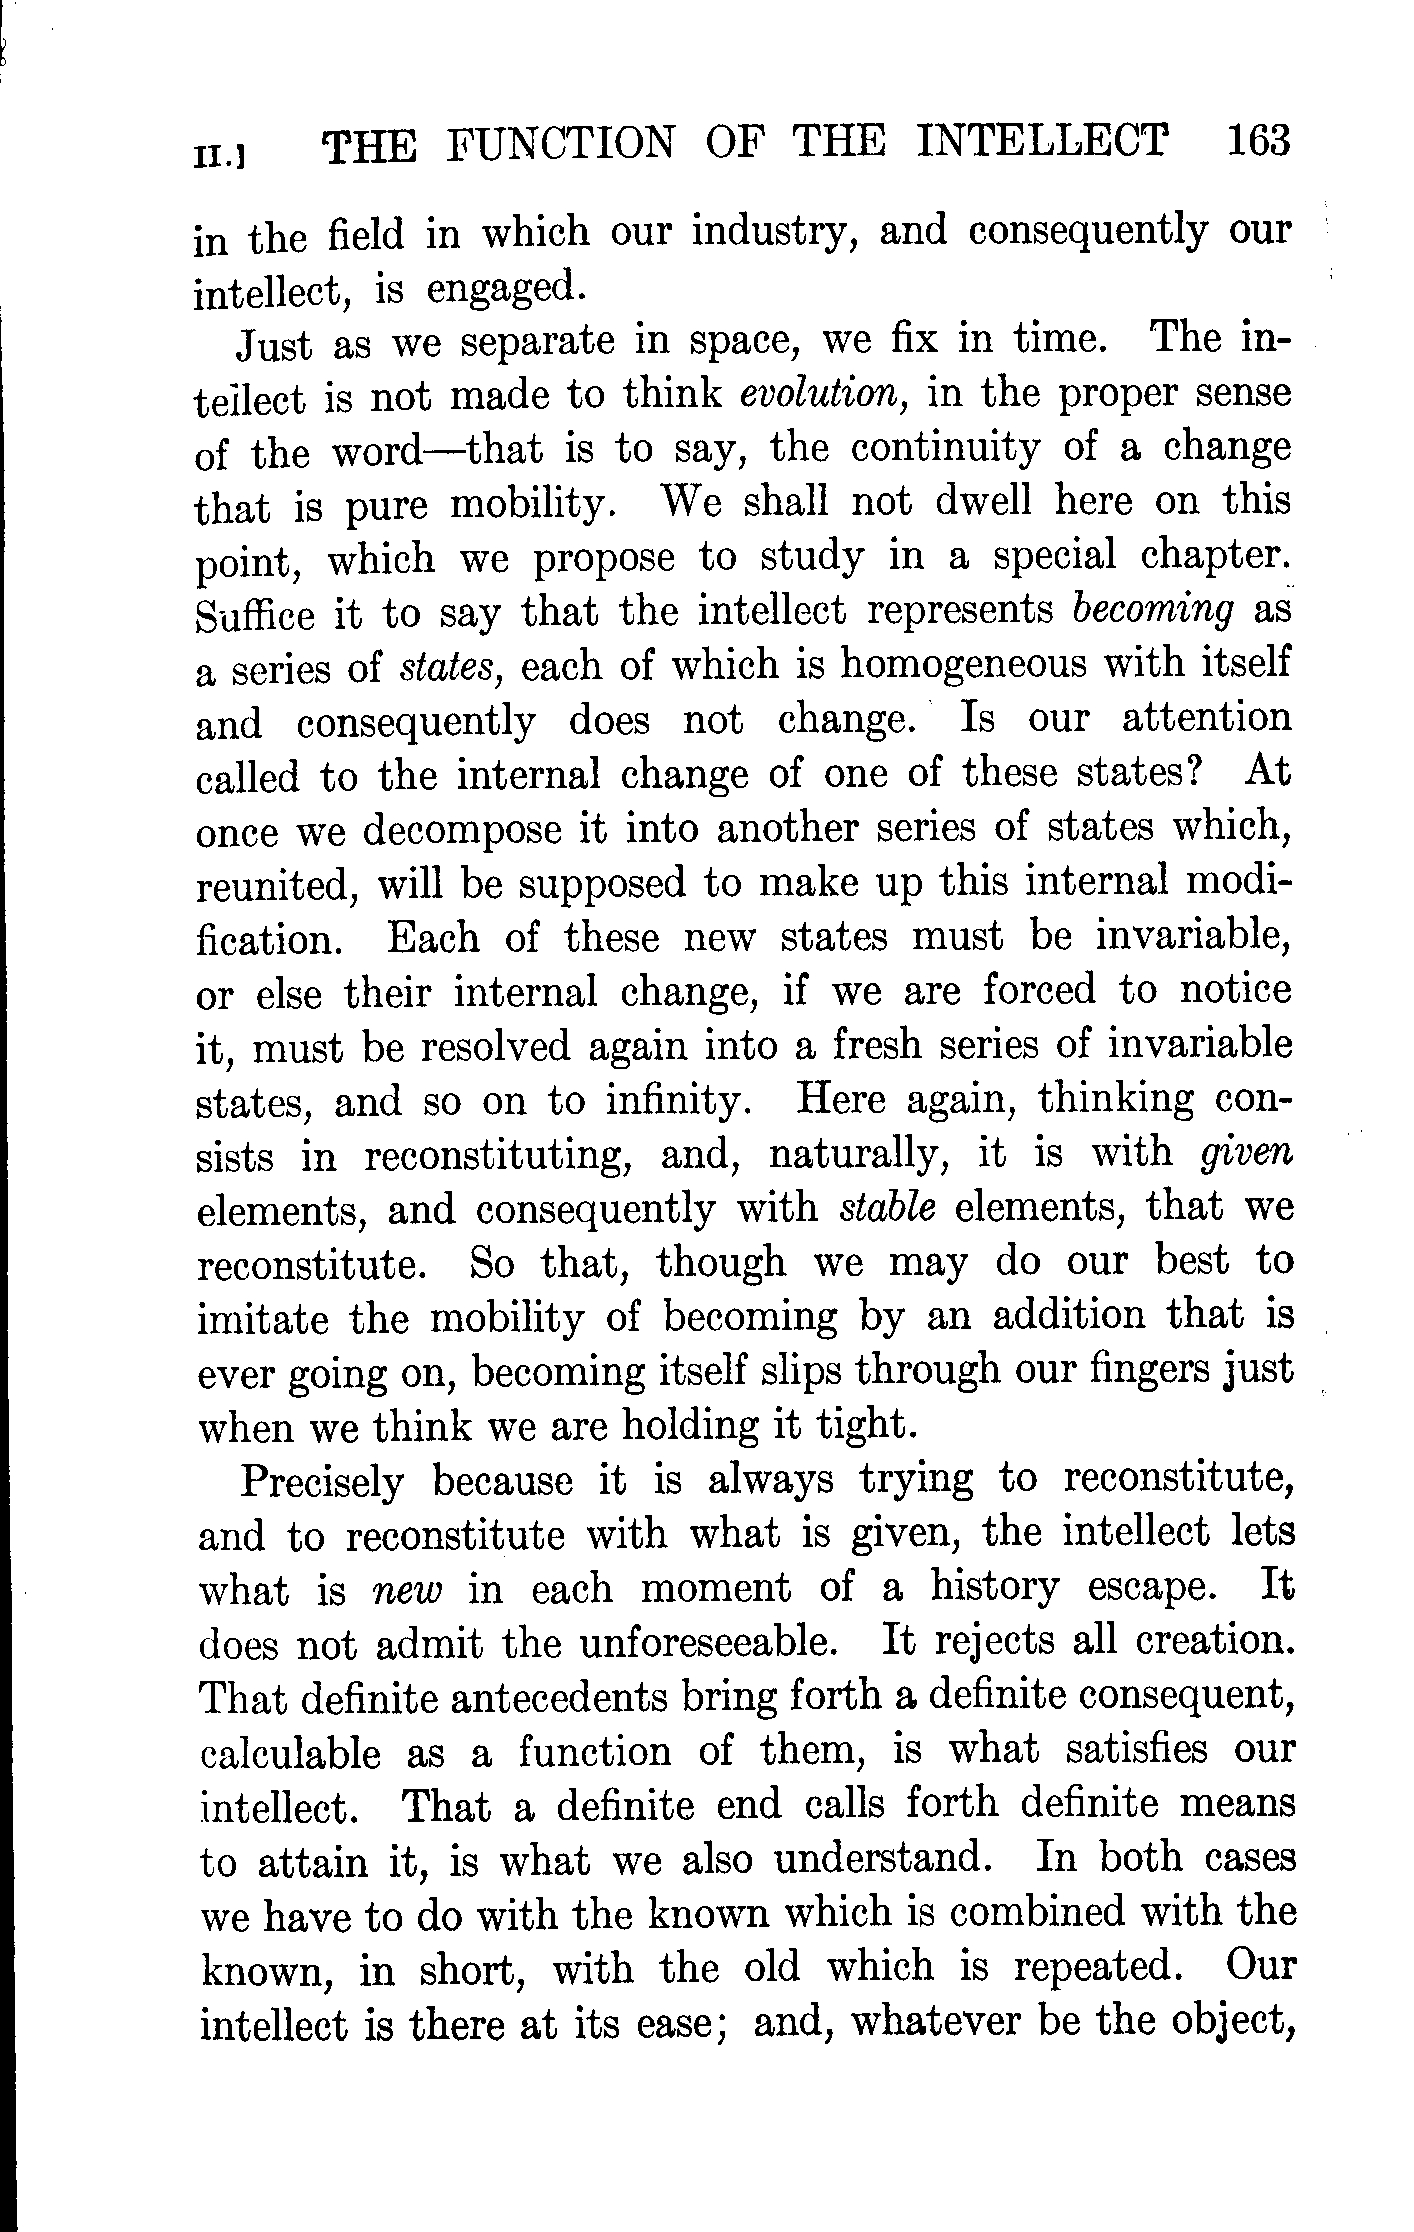 II.] THE FUNCTION OF THE INTELLECT 163
in the field in which our industry, and consequently our
intellect, is engaged.
Just as we separate in space, we fix in time. The in-
tellect is not made to think evolution, in the proper sense
of the word—that is to say, the continuity of a change
that is pure mobility. We shall not dwell here on this
point, which we propose to study in a special chapter.
Suffice it to say that the intellect represents becoming as
a series of states, each of which is homogeneous with itself
and consequently does not change. Is our attention
called to the internal change of one of these states? At
once we decompose it into another series of states which,
reunited, will be supposed to make up this internal modi-
fication. Each of these new states must be invariable,
or else their internal change, if we are forced to notice
it, must be resolved again into a fresh series of invariable
states, and so on to infinity. Here again, thinking con-
sists in reconstituting, and, naturally, it is with given
elements, and consequently with stable elements, that we
reconstitute. So that, though we may do our best to
imitate the mobility of becoming by an addition that is
ever going on, becoming itself slips through our fingers just
when we think we are holding it tight.
Precisely because it is always trying to reconstitute,
and to reconstitute with what is given, the intellect lets
what is new in each moment of a history escape. It
does not admit the unforeseeable. It rejects all creation.
That definite antecedents bring forth a definite consequent,
calculable as a function of them, is what satisfies our
intellect. That a definite end calls forth definite means
to attain it, is what we also understand. In both cases
we have to do with the known which is combined with the
known, in short, with the old which is repeated. Our
intellect is there at its ease; and, whatever be the object,